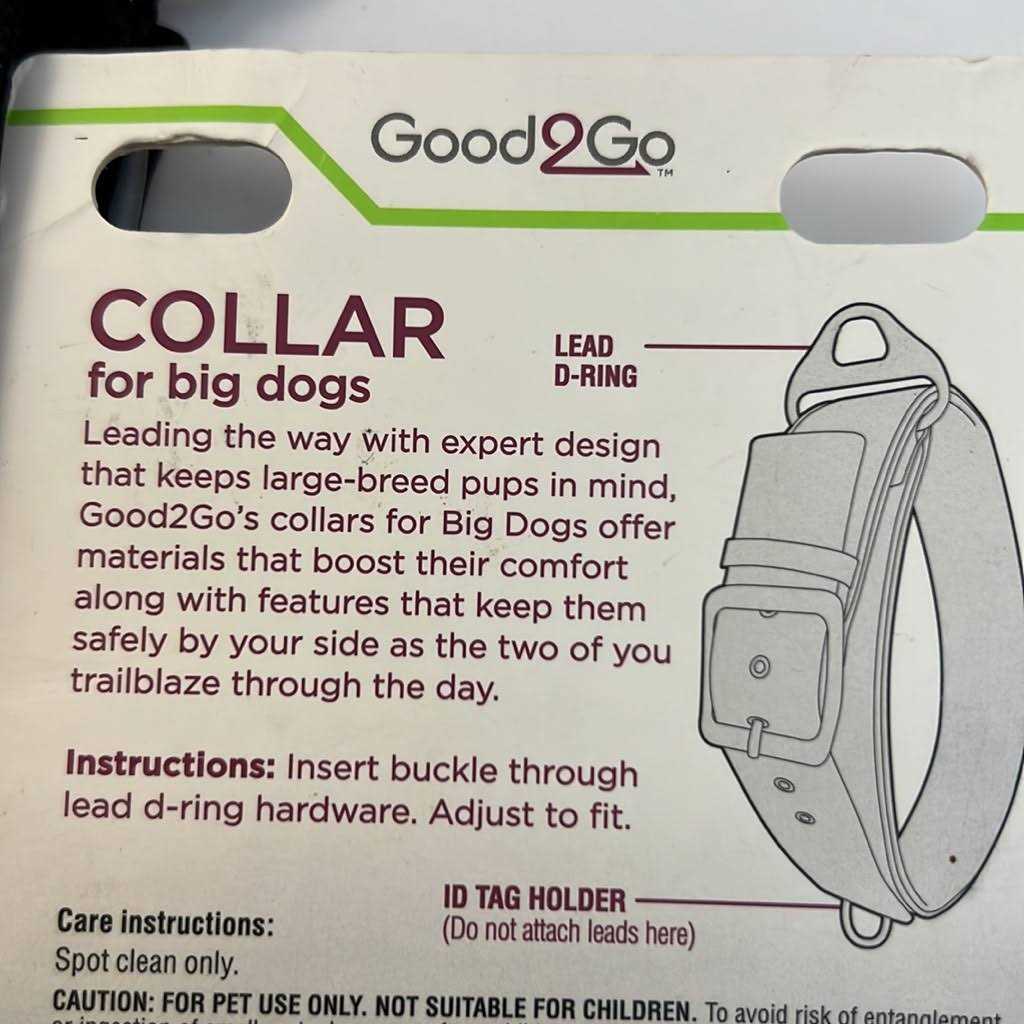 Good2Go™
COLLAR
for big dogs
Leading the way with expert design
that keeps large-breed pups in mind,
Good2Go's collars for Big Dogs offer
materials that boost their comfort
along with features that keep them
safely by your side as the two of you
trailblaze through the day.
Instructions: Insert buckle through
lead d-ring hardware. Adjust to fit.
LEAD
D-RING
ID TAG HOLDER
(Do not attach leads here)
Care instructions:
Spot clean only.
CAUTION: FOR PET USE ONLY. NOT SUITABLE FOR CHILDREN. To avoid risk of entanglement